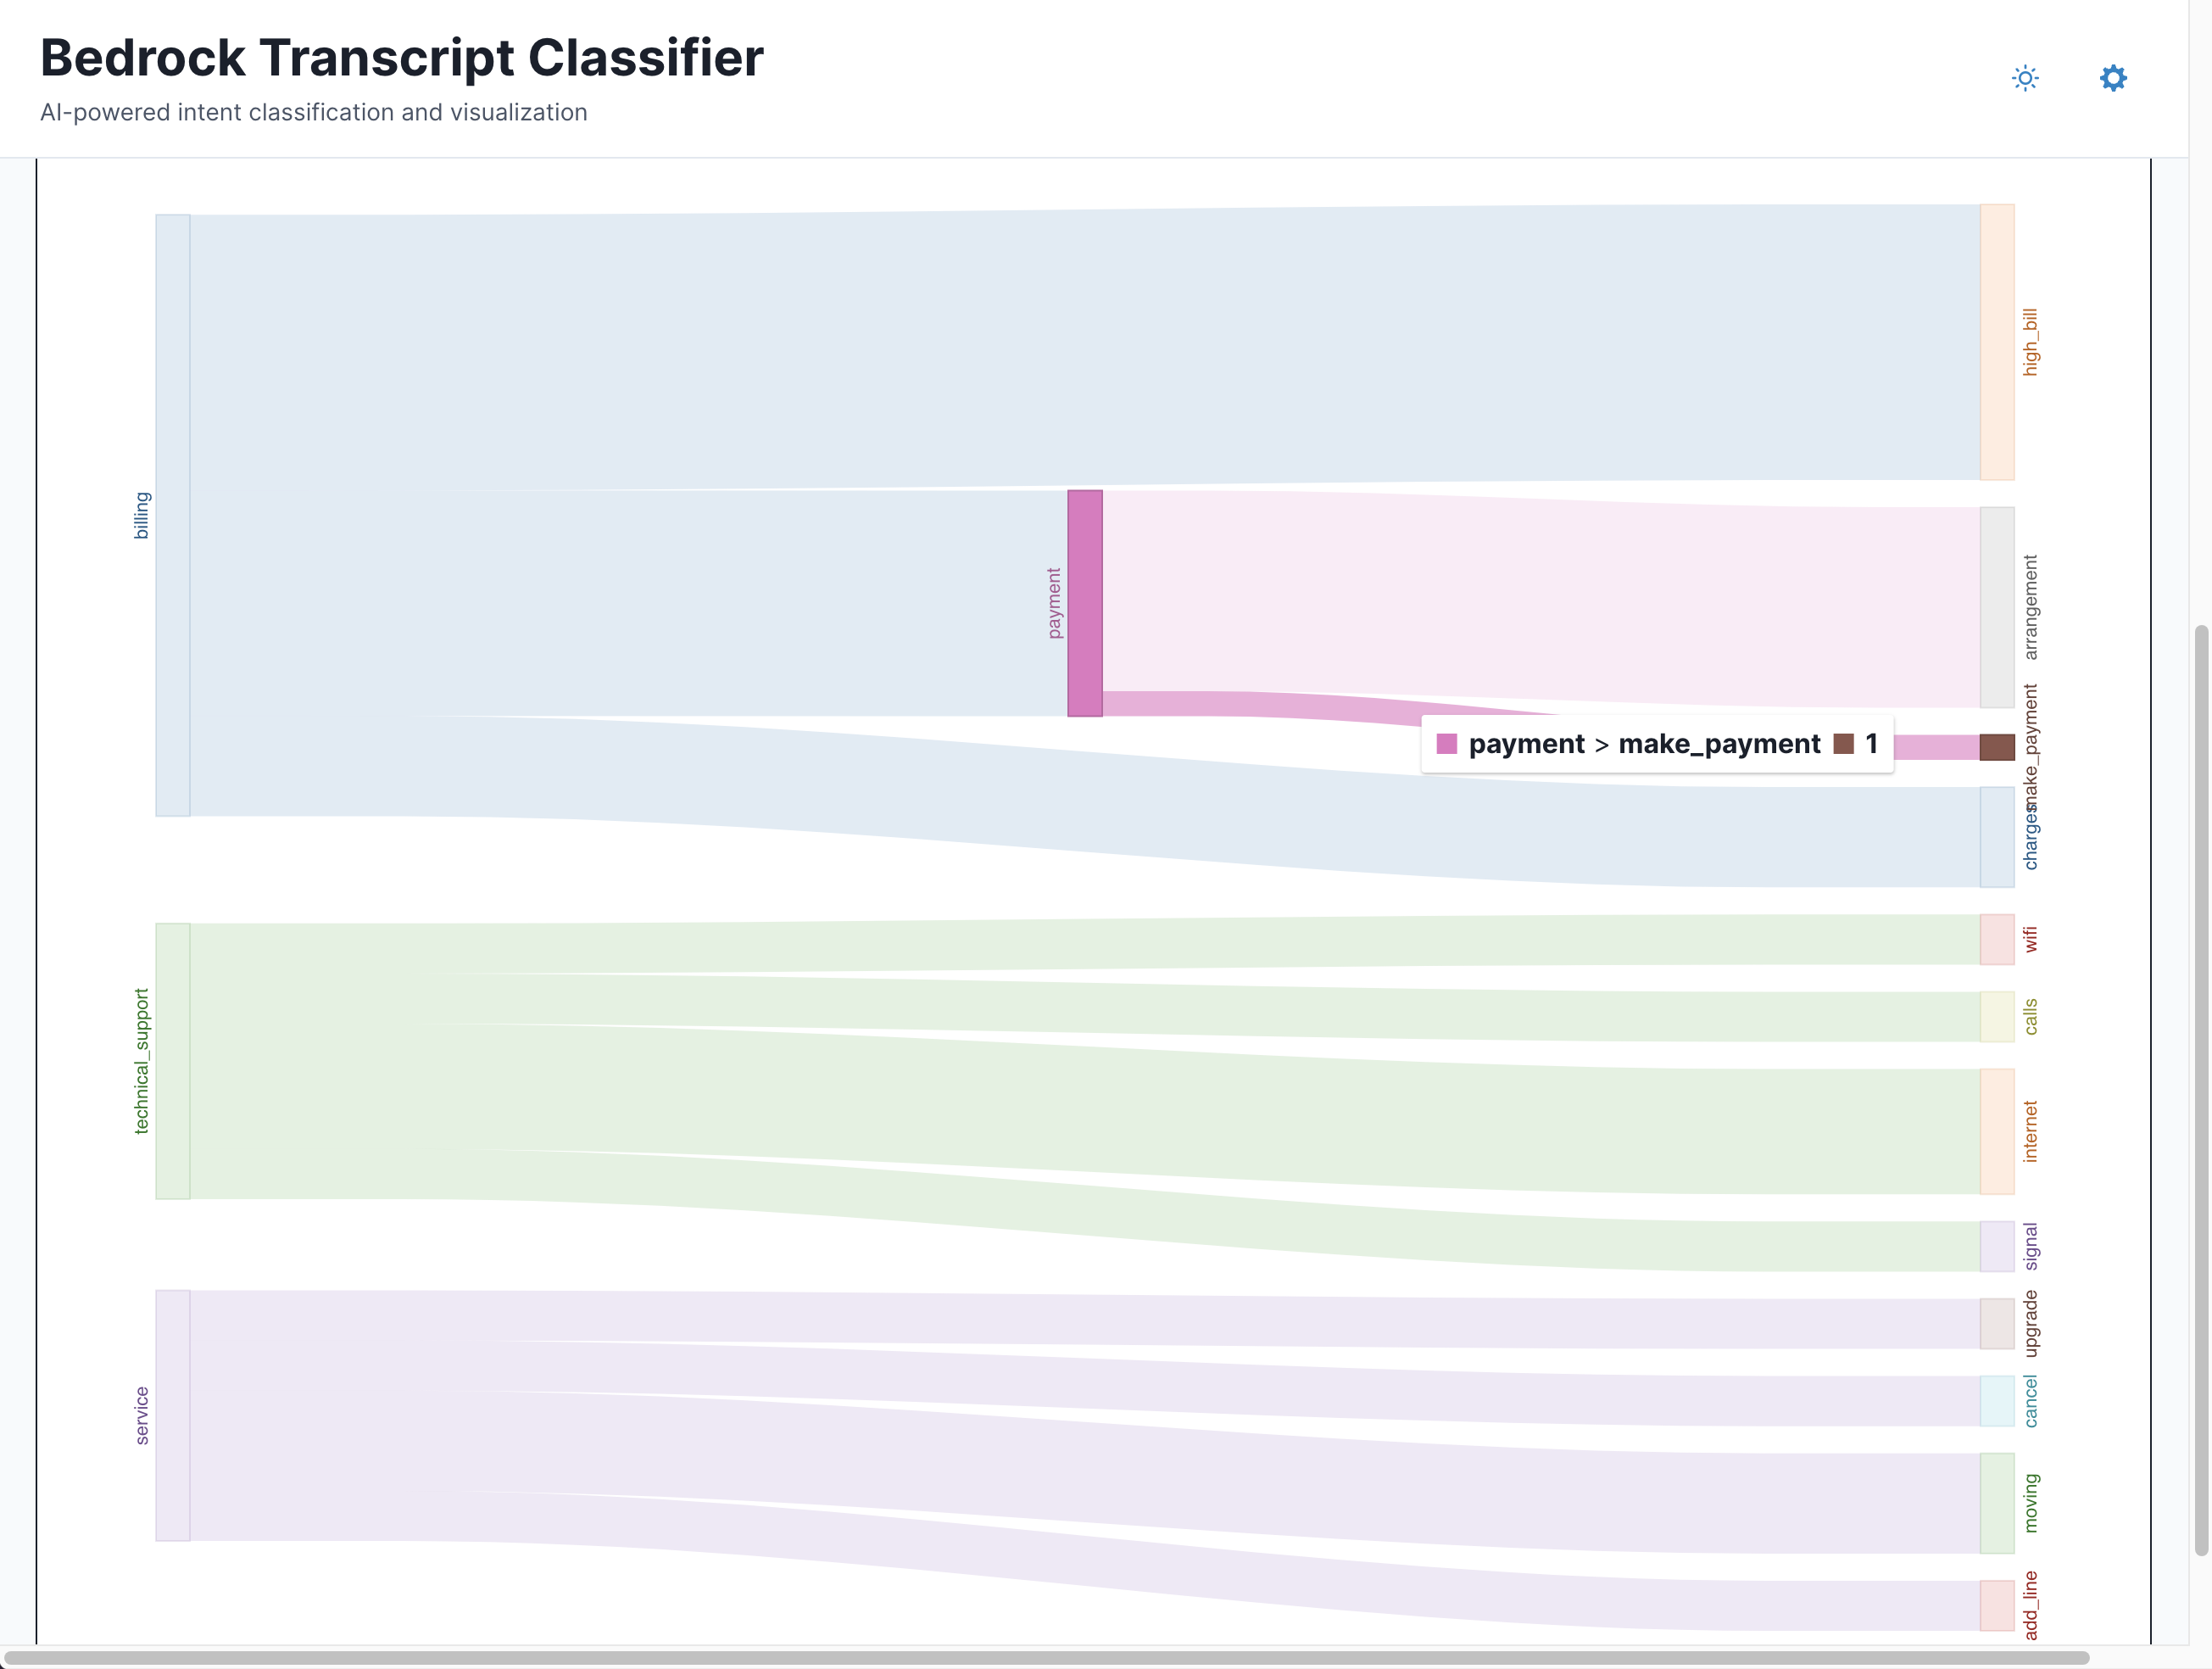 Bedrock Transcript Classifier
AI-powered intent classification and visualization
billing
high_bill
payment
arrangement
make_payment
payment > make_payment 1
charges
technical_support
wifi
calls
internet
signal
service
upgrade
cancel
moving
add_line